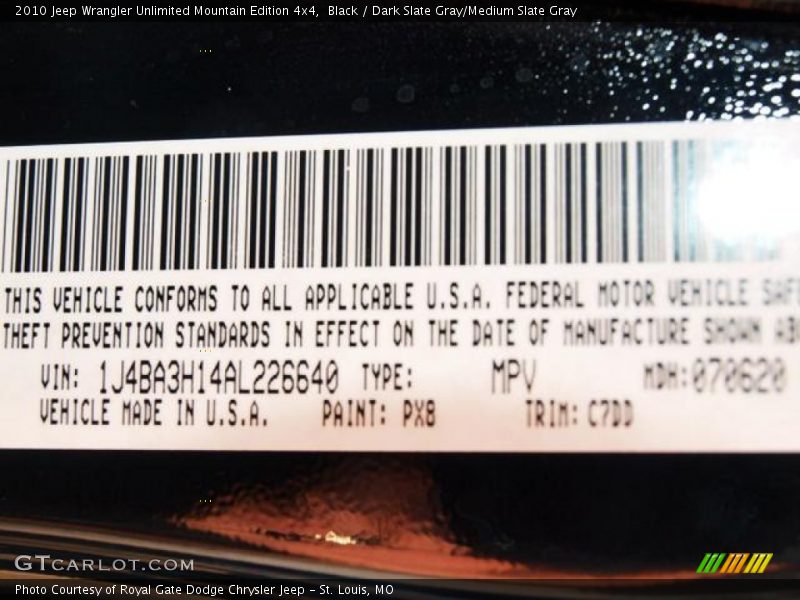 2010 Jeep Wrangler Unlimited Mountain Edition 4x4,  Black / Dark Slate Gray/Medium Slate Gray
THIS VEHICLE CONFORMS TO ALL APPLICABLE U.S.A. FEDERAL MOTOR VEHICLE SAF
THEFT PREVENTION STANDARDS IN EFFECT ON THE DATE OF MANUFACTURE SHOWN AB
VIN: 1J4BA3H14AL226640 TYPE: MPV MDH:070620
VEHICLE MADE IN U.S.A. PAINT: PX8 TRIM: C7DD
GTCARLOT.COM
Photo Courtesy of Royal Gate Dodge Chrysler Jeep – St. Louis, MO